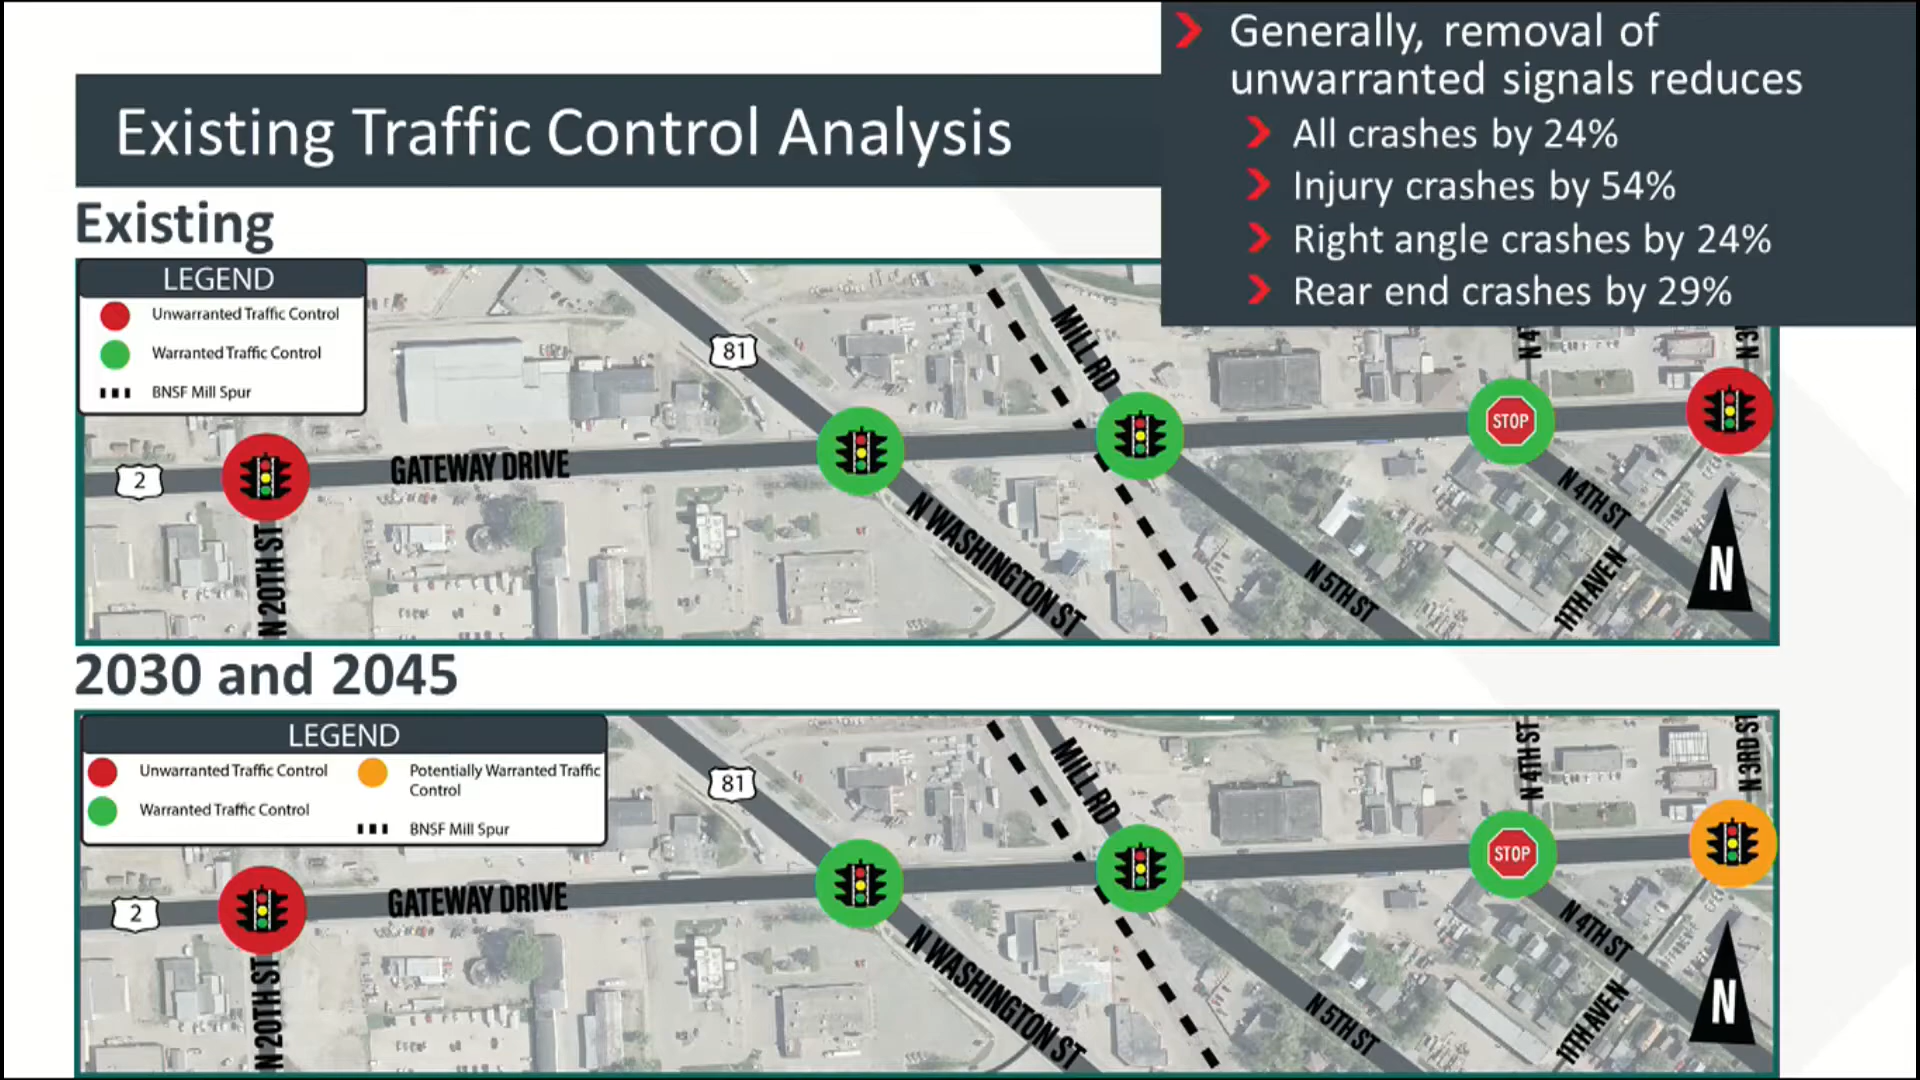 Generally, removal of
unwarranted signals reduces
All crashes by 24%
Injury crashes by 54%
Right angle crashes by 24%
Rear end crashes by 29%
Existing Traffic Control Analysis
Existing
LEGEND
Unwarranted Traffic Control
Warranted Traffic Control
BNSF Mill Spur
81
MILL RD
N 4T
N 3R
STOP
2
GATEWAY DRIVE
N 20TH ST
N WASHINGTON ST
N 5TH ST
N 4TH ST
11TH AVE N
N
2030 and 2045
LEGEND
Unwarranted Traffic Control
Warranted Traffic Control
Potentially Warranted Traffic
Control
BNSF Mill Spur
81
MILL RD
N 4TH ST
N 3RD ST
STOP
2
GATEWAY DRIVE
N 20TH ST
N WASHINGTON ST
N 5TH ST
N 4TH ST
11TH AVE N
N